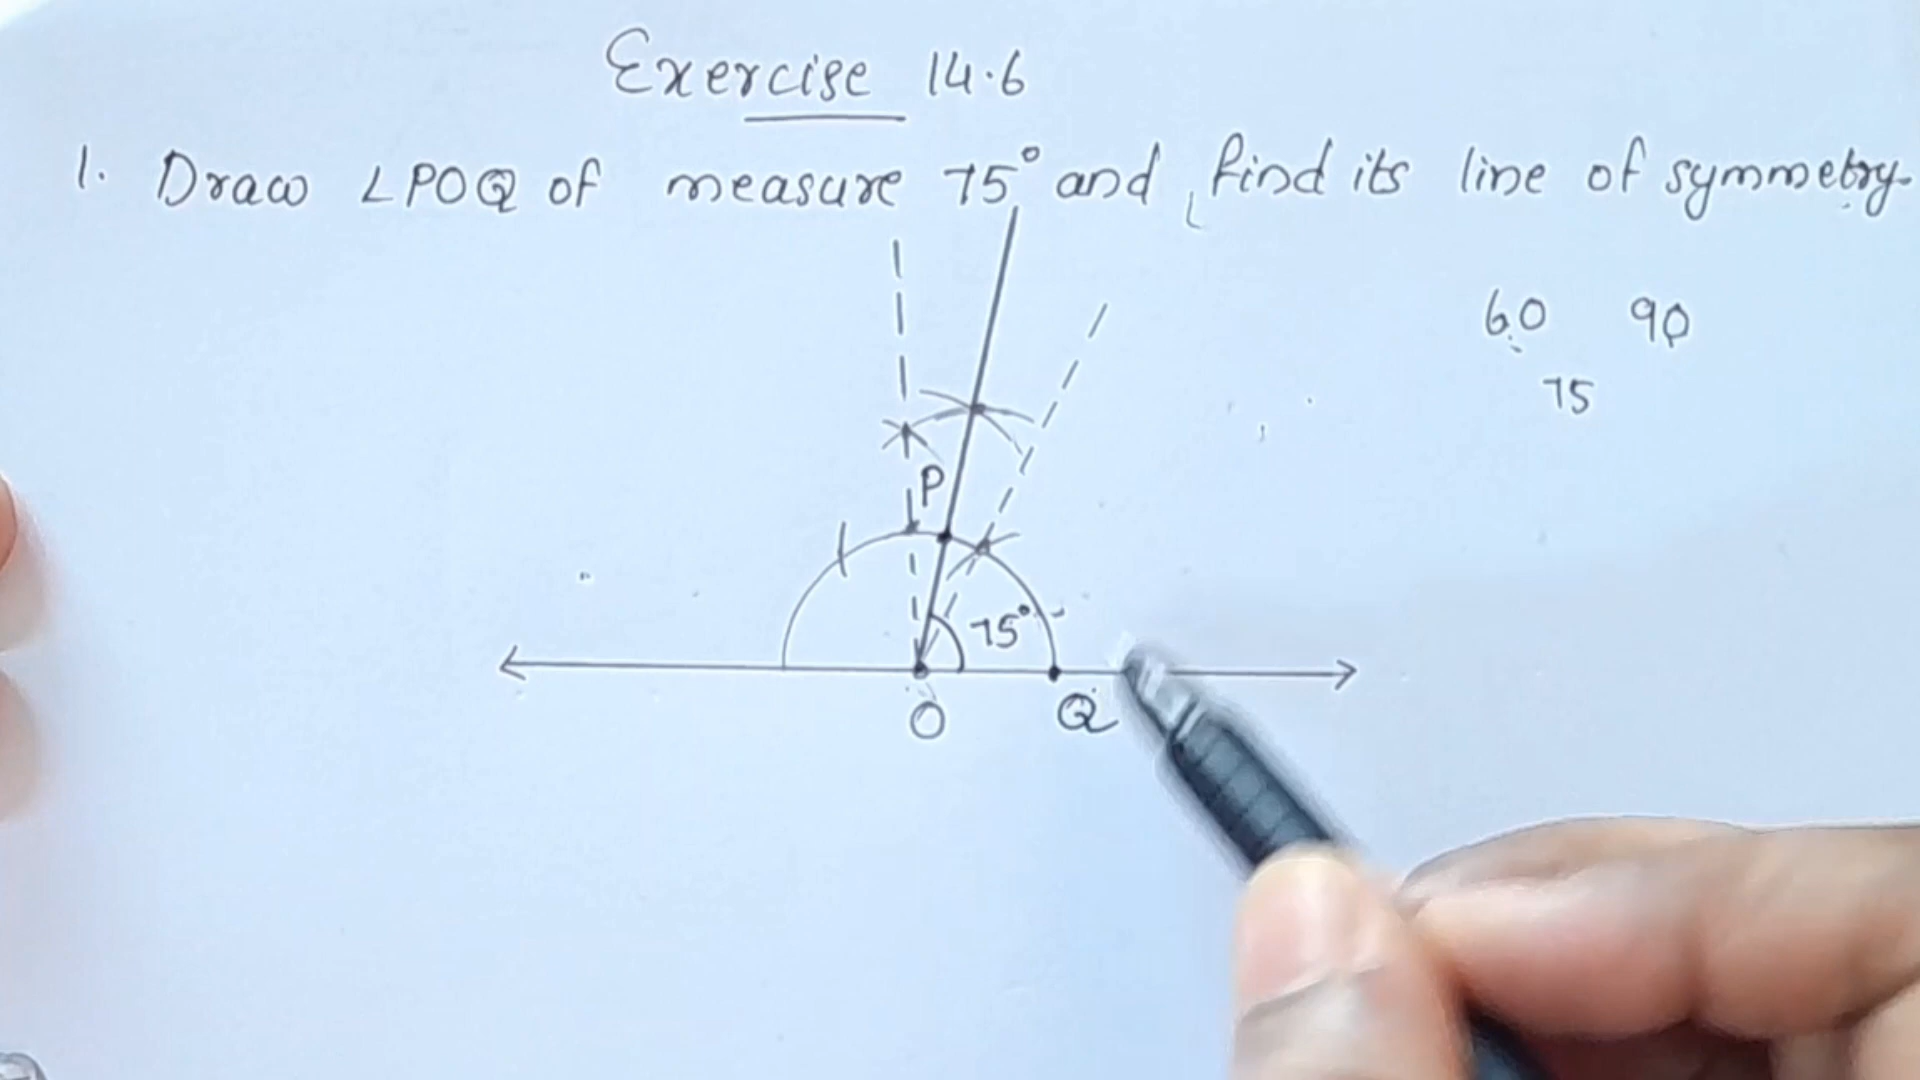 Exercise 14.6
1. Draw ∠POQ of measure 75° and find its line of symmetry.
60 90
75
P
75°
O Q